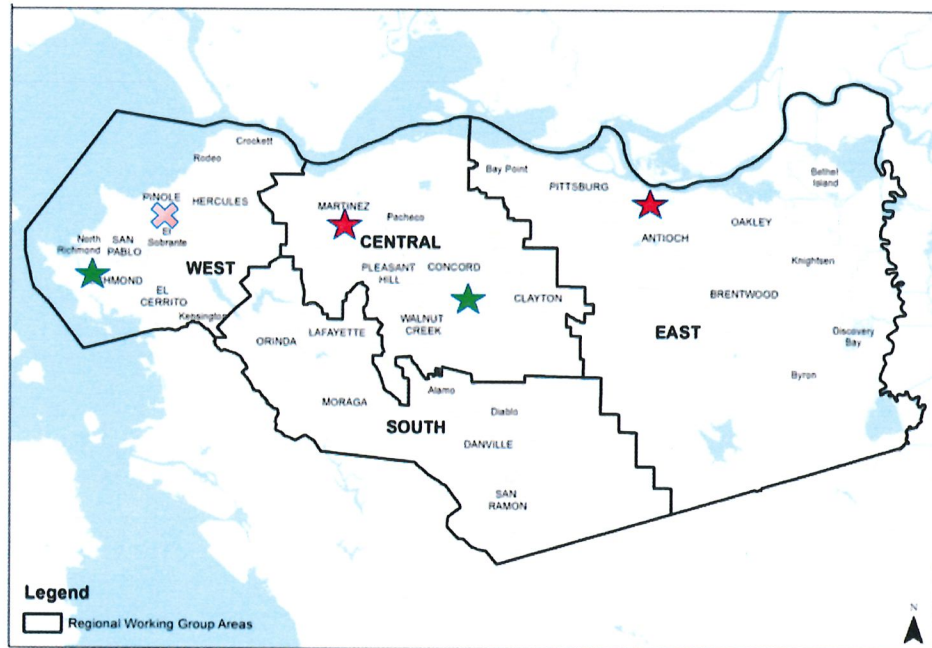 Crockett
Rodeo
PINOLE
HERCULES
El
Sobrante
North
Richmond
SAN
PABLO
HMOND
WEST
EL
CERRITO
Kensington
MARTINEZ
Pacheco
CENTRAL
PLEASANT
HILL
CONCORD
CLAYTON
WALNUT
CREEK
ORINDA
LAFAYETTE
MORAGA
Alamo
SOUTH
Diablo
DANVILLE
SAN
RAMON
Bay Point
PITTSBURG
Bethel
Island
OAKLEY
ANTIOCH
Knightsen
BRENTWOOD
EAST
Discovery
Bay
Byron
Legend
Regional Working Group Areas
N